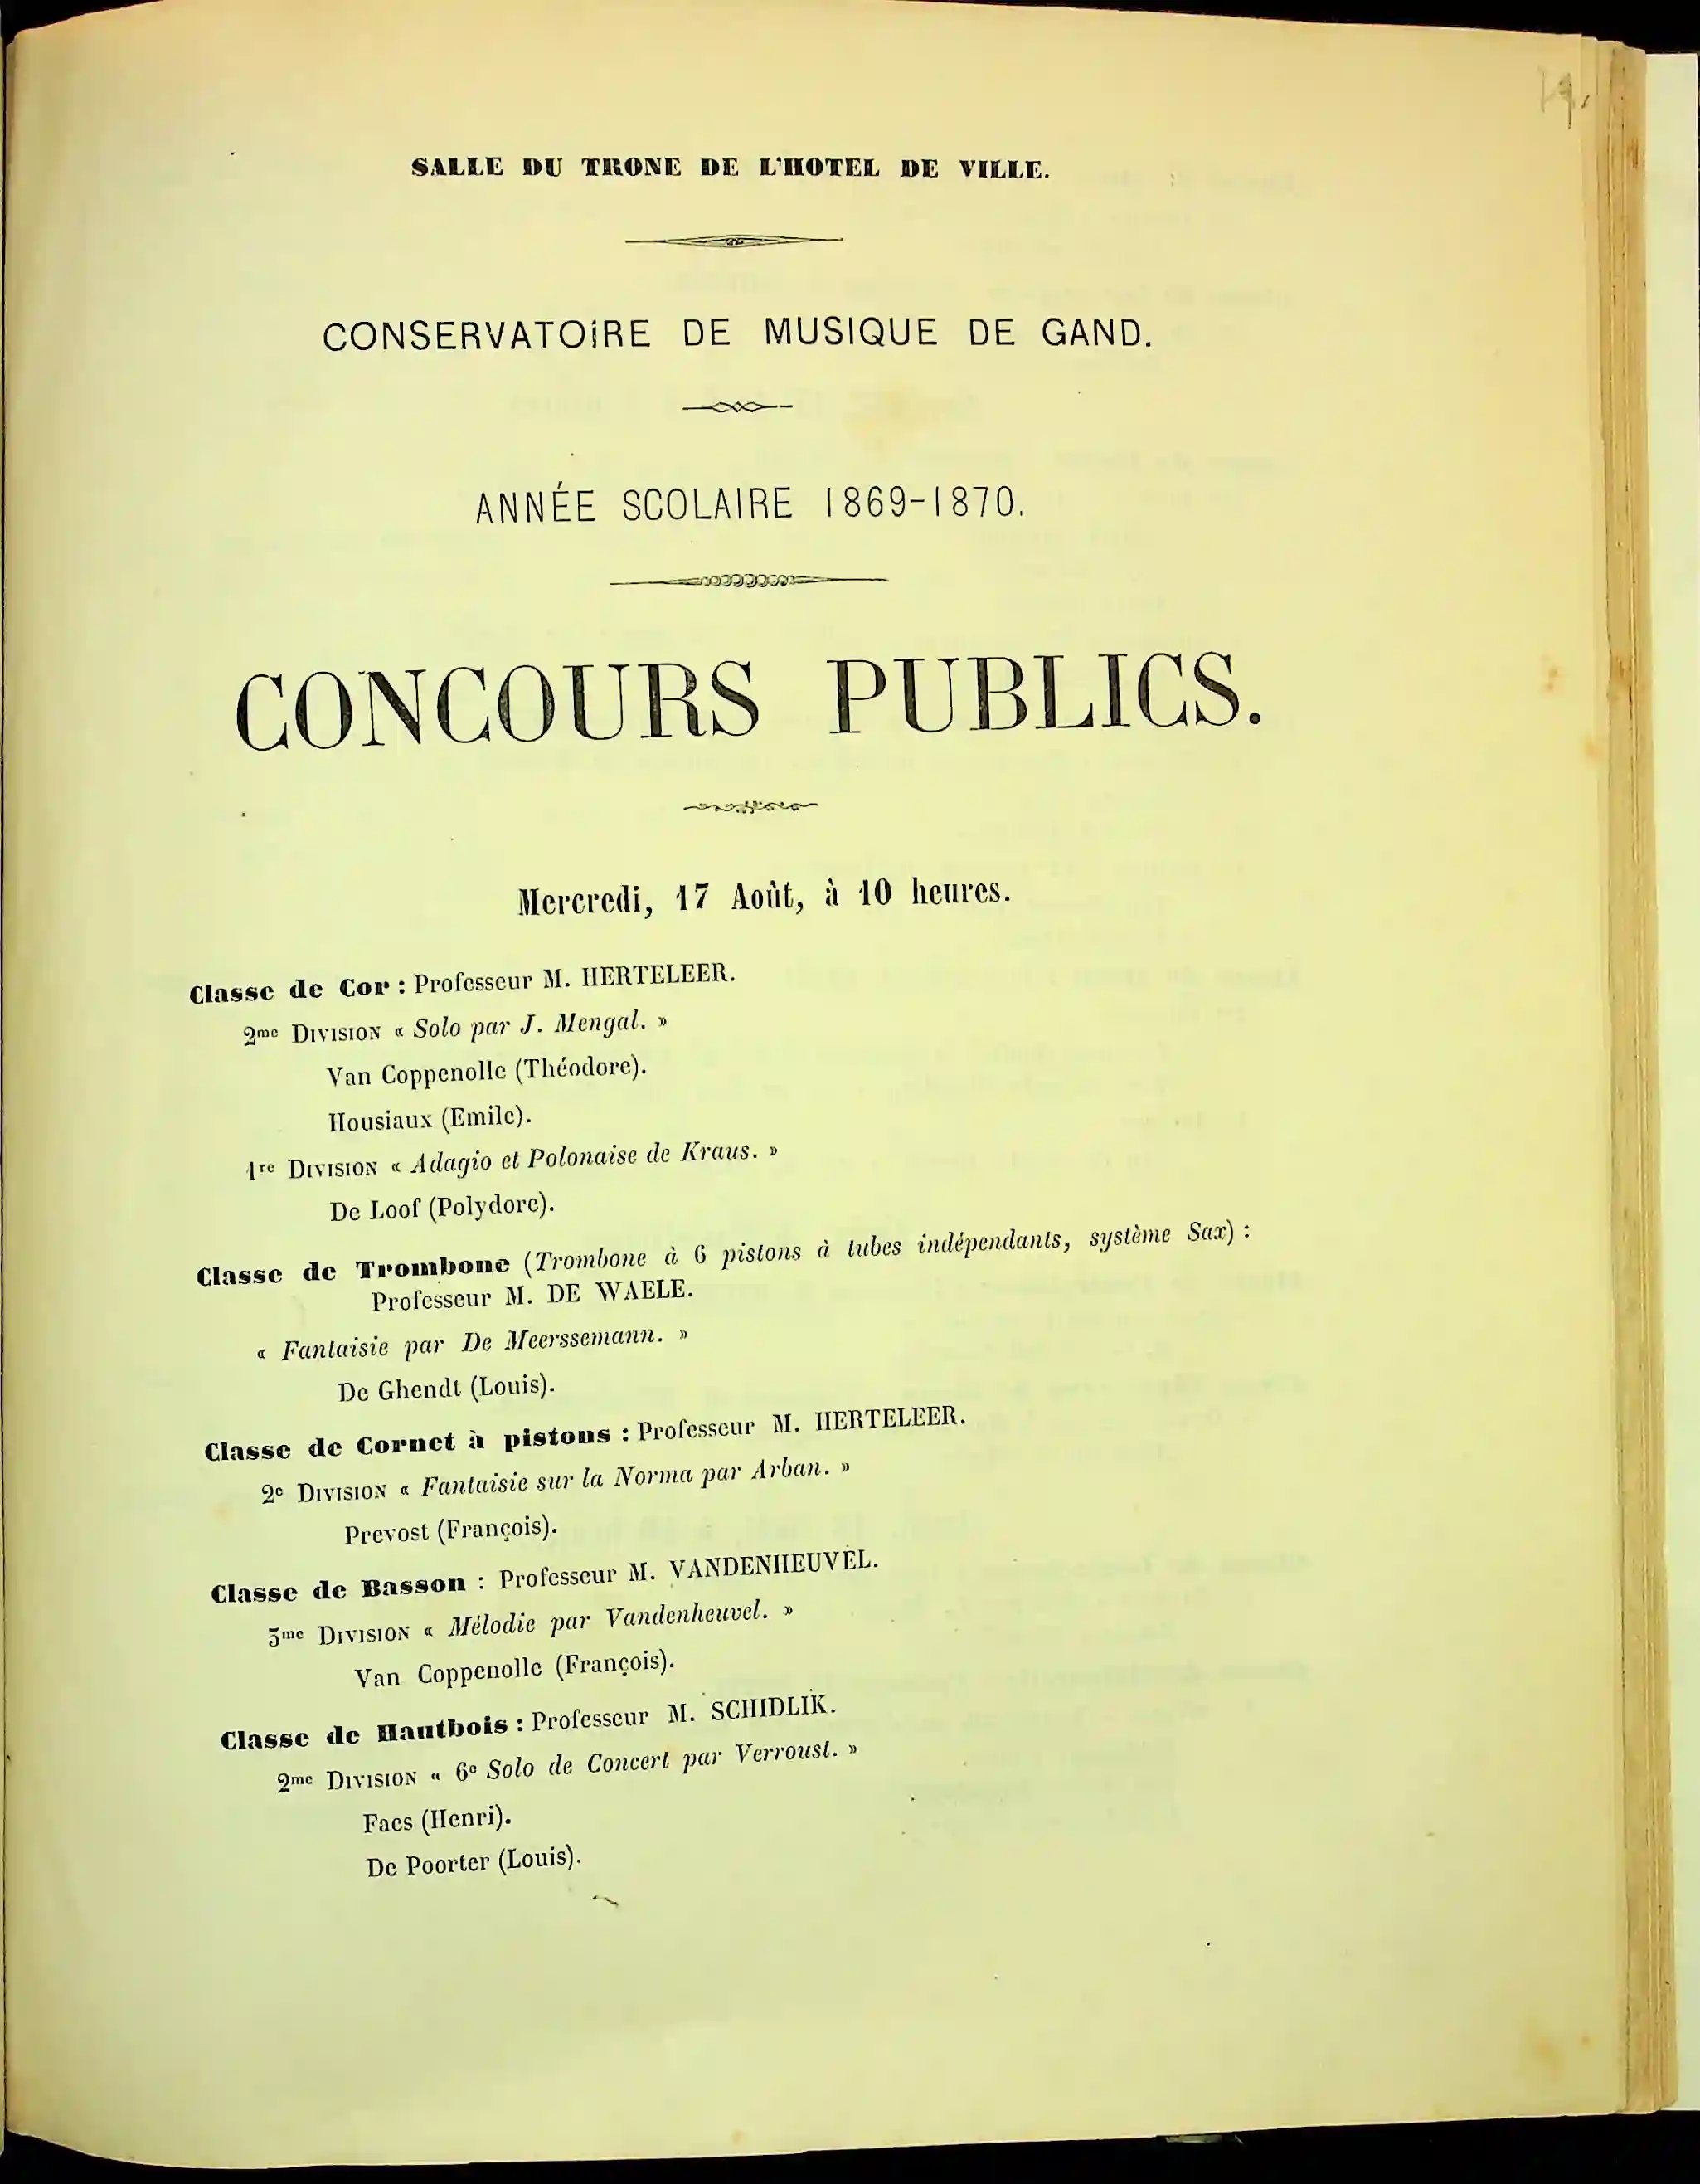 SALLE DU TRONE DE L'HOTEL DE VILLE.
CONSERVATOIRE DE MUSIQUE DE GAND.
ANNÉE SCOLAIRE 1869-1870.
CONCOURS PUBLICS.
Mercredi, 17 Août, à 10 heures.
Classe de Cor : Professeur M. HERTELEER.
2me DIVISION « Solo par J. Mengal. »
Van Coppenolle (Théodore).
Housiaux (Emile).
1re DIVISION « Adagio et Polonaise de Kraus. »
De Loof (Polydore).
Classe de Trombone (Trombone à 6 pistons à tubes indépendants, système Sax) :
Professeur M. DE WAELE.
« Fantaisie par De Meerssemann. »
De Ghendt (Louis).
Classe de Cornet à pistons : Professeur M. HERTELEER.
2e DIVISION « Fantaisie sur la Norma par Arban. »
Prevost (François).
Classe de Basson : Professeur M. VANDENHEUVEL.
3me DIVISION « Mélodie par Vandenheuvel. »
Van Coppenolle (François).
Classe de Hautbois : Professeur M. SCHIDLIK.
2me DIVISION « 6e Solo de Concert par Verroust. »
Faes (Henri).
De Poorter (Louis).